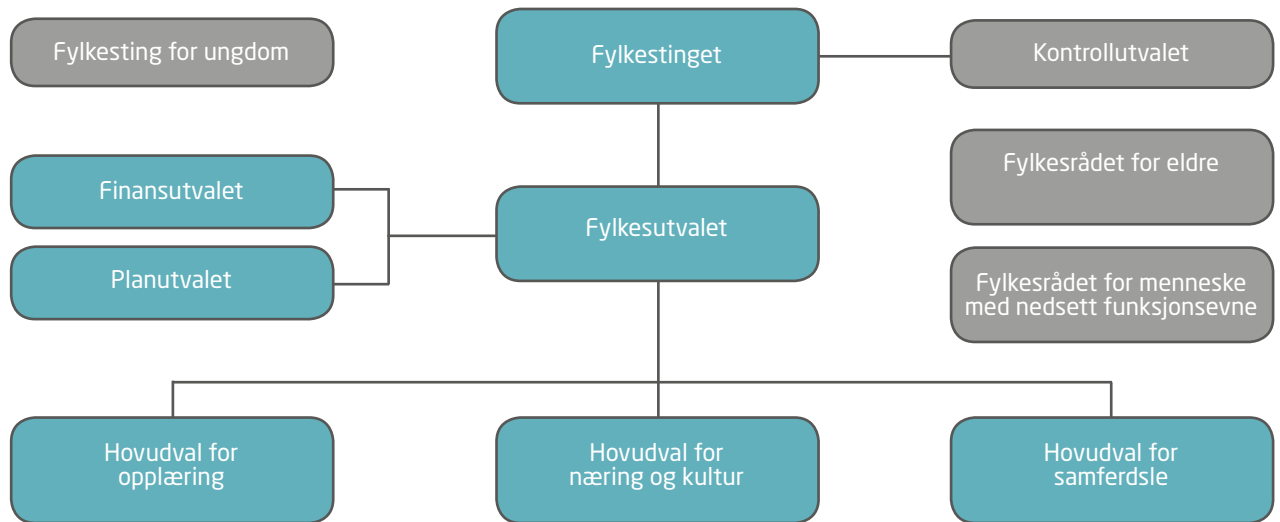 Fylkesting for ungdom
Fylkestinget
Kontrollutvalet
Fylkesrådet for eldre
Finansutvalet
Fylkesutvalet
Planutvalet
Fylkesrådet for menneske
med nedsett funksjonsevne
Hovudval for
opplæring
Hovudval for
næring og kultur
Hovudval for
samferdsle